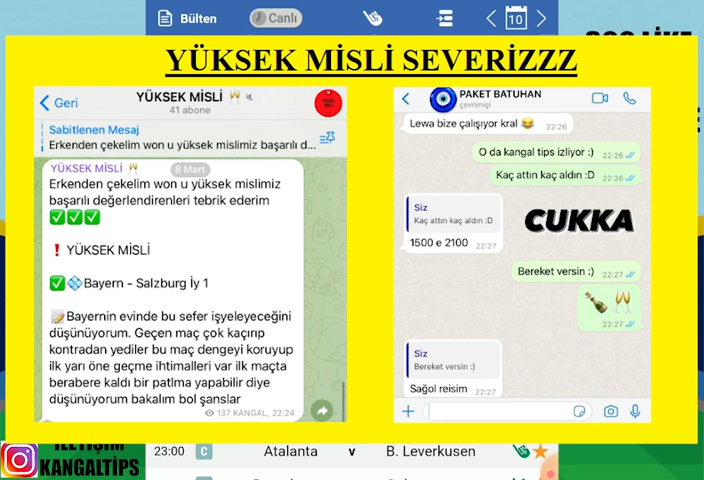 Bülten
Canlı
10
YÜKSEK MİSLİ SEVERİZZZ
Geri
YÜKSEK MİSLİ
41 abone
Sabitlenen Mesaj
Erkenden çekelim won u yüksek mislimiz başarılı d...
YÜKSEK MİSLİ
8 Mart
Erkenden çekelim won u yüksek mislimiz
başarılı değerlendirenleri tebrik ederim
YÜKSEK MİSLİ
Bayern - Salzburg İy 1
Bayernin evinde bu sefer işyeleyeceğini
düşünüyorum. Geçen maç çok kaçırıp
kontradan yediler bu maç dengeyi koruyup
ilk yarı öne geçme ihtimalleri var ilk maçta
berabere kaldı bir patlma yapabilir diye
düşünüyorum bakalım bol şanslar
137 KANGAL, 22:24
PAKET BATUHAN
çevrimiçi
Lewa bize çalışıyor kral 😂 22:26
O da kangal tips izliyor :) 22:26
Kaç attın kaç aldın :D 22:26
Siz
Kaç attın kaç aldın :D
1500 e 2100 22:27
CUKKA
Bereket versin :) 22:27
22:27
Siz
Bereket versin :)
Sağol reisim 22:27
İLETİŞİM
KANGALTİPS
23:00 C Atalanta v B. Leverkusen